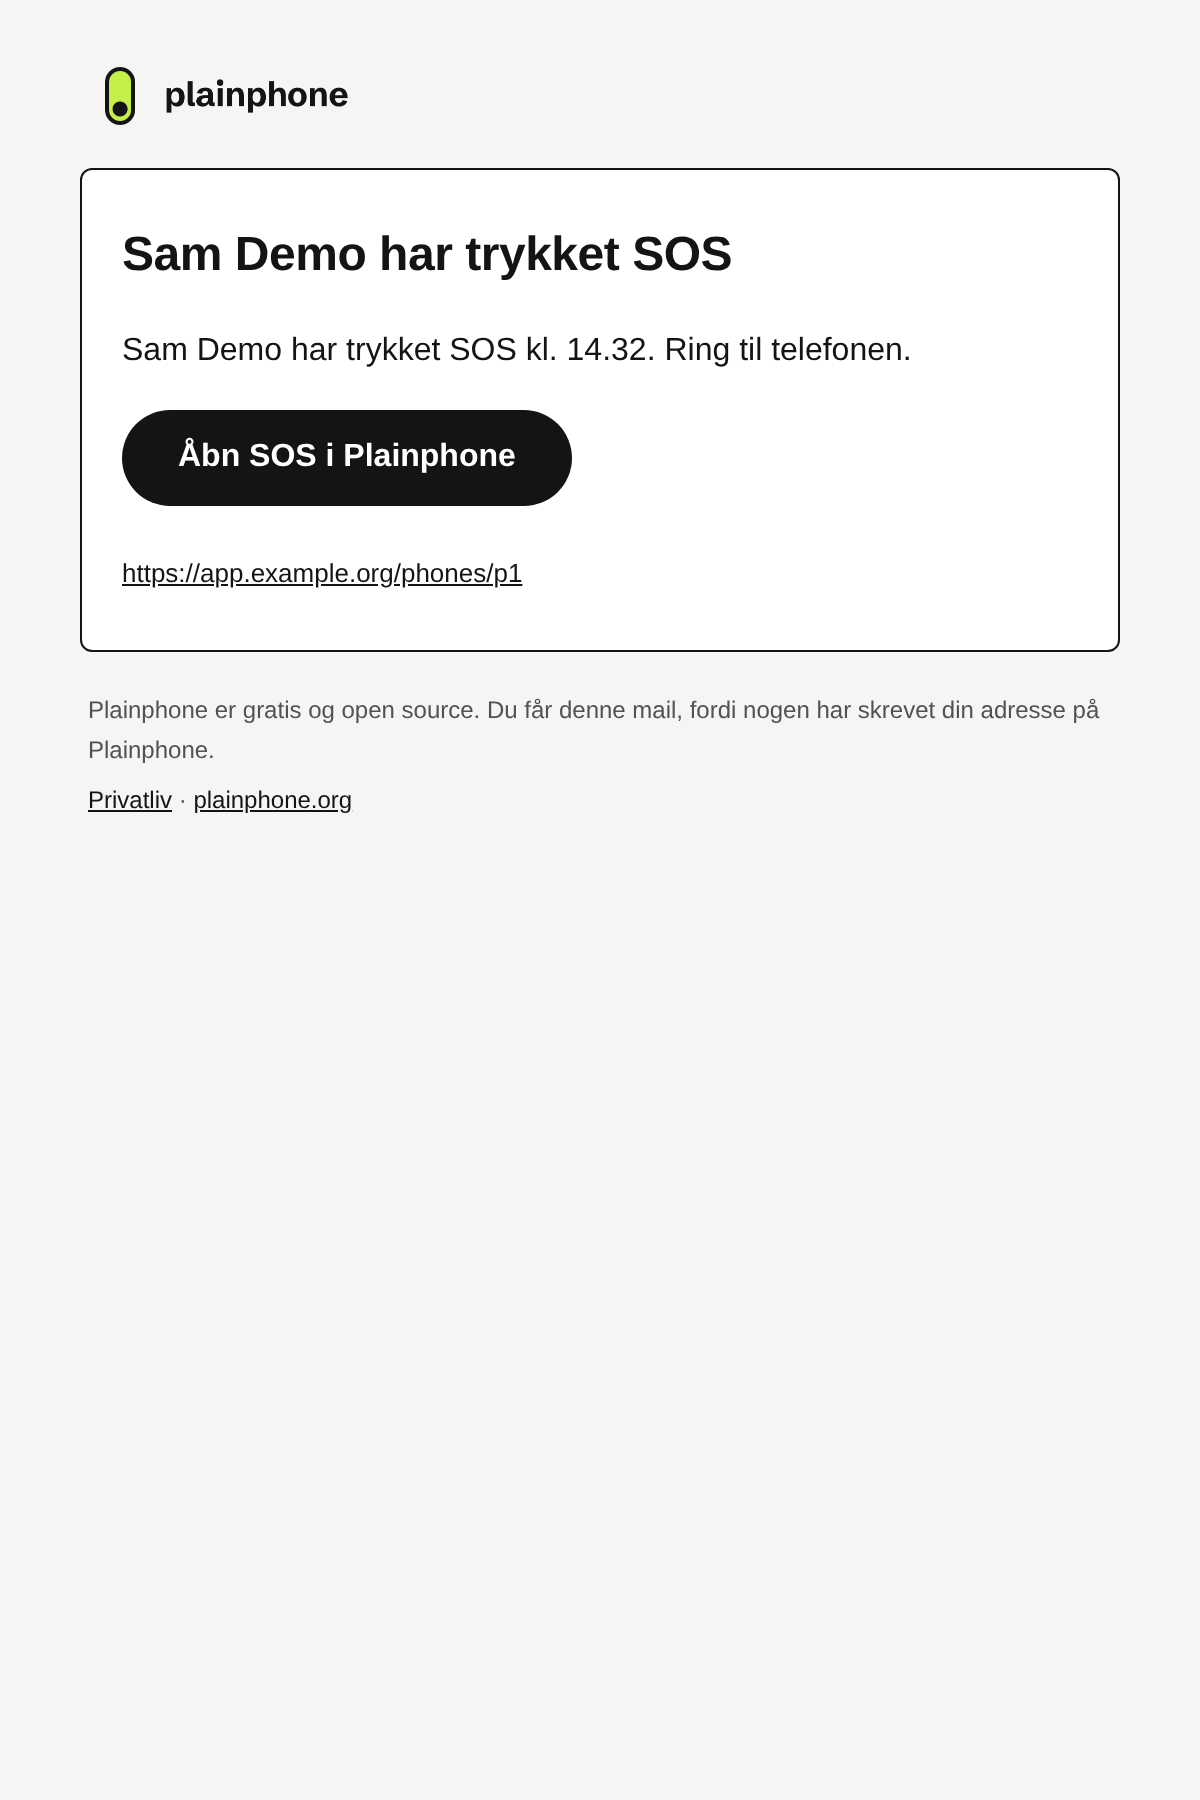 plainphone
Sam Demo har trykket SOS
Sam Demo har trykket SOS kl. 14.32. Ring til telefonen.
Åbn SOS i Plainphone
https://app.example.org/phones/p1
Plainphone er gratis og open source. Du får denne mail, fordi nogen har skrevet din adresse på
Plainphone.
Privatliv · plainphone.org